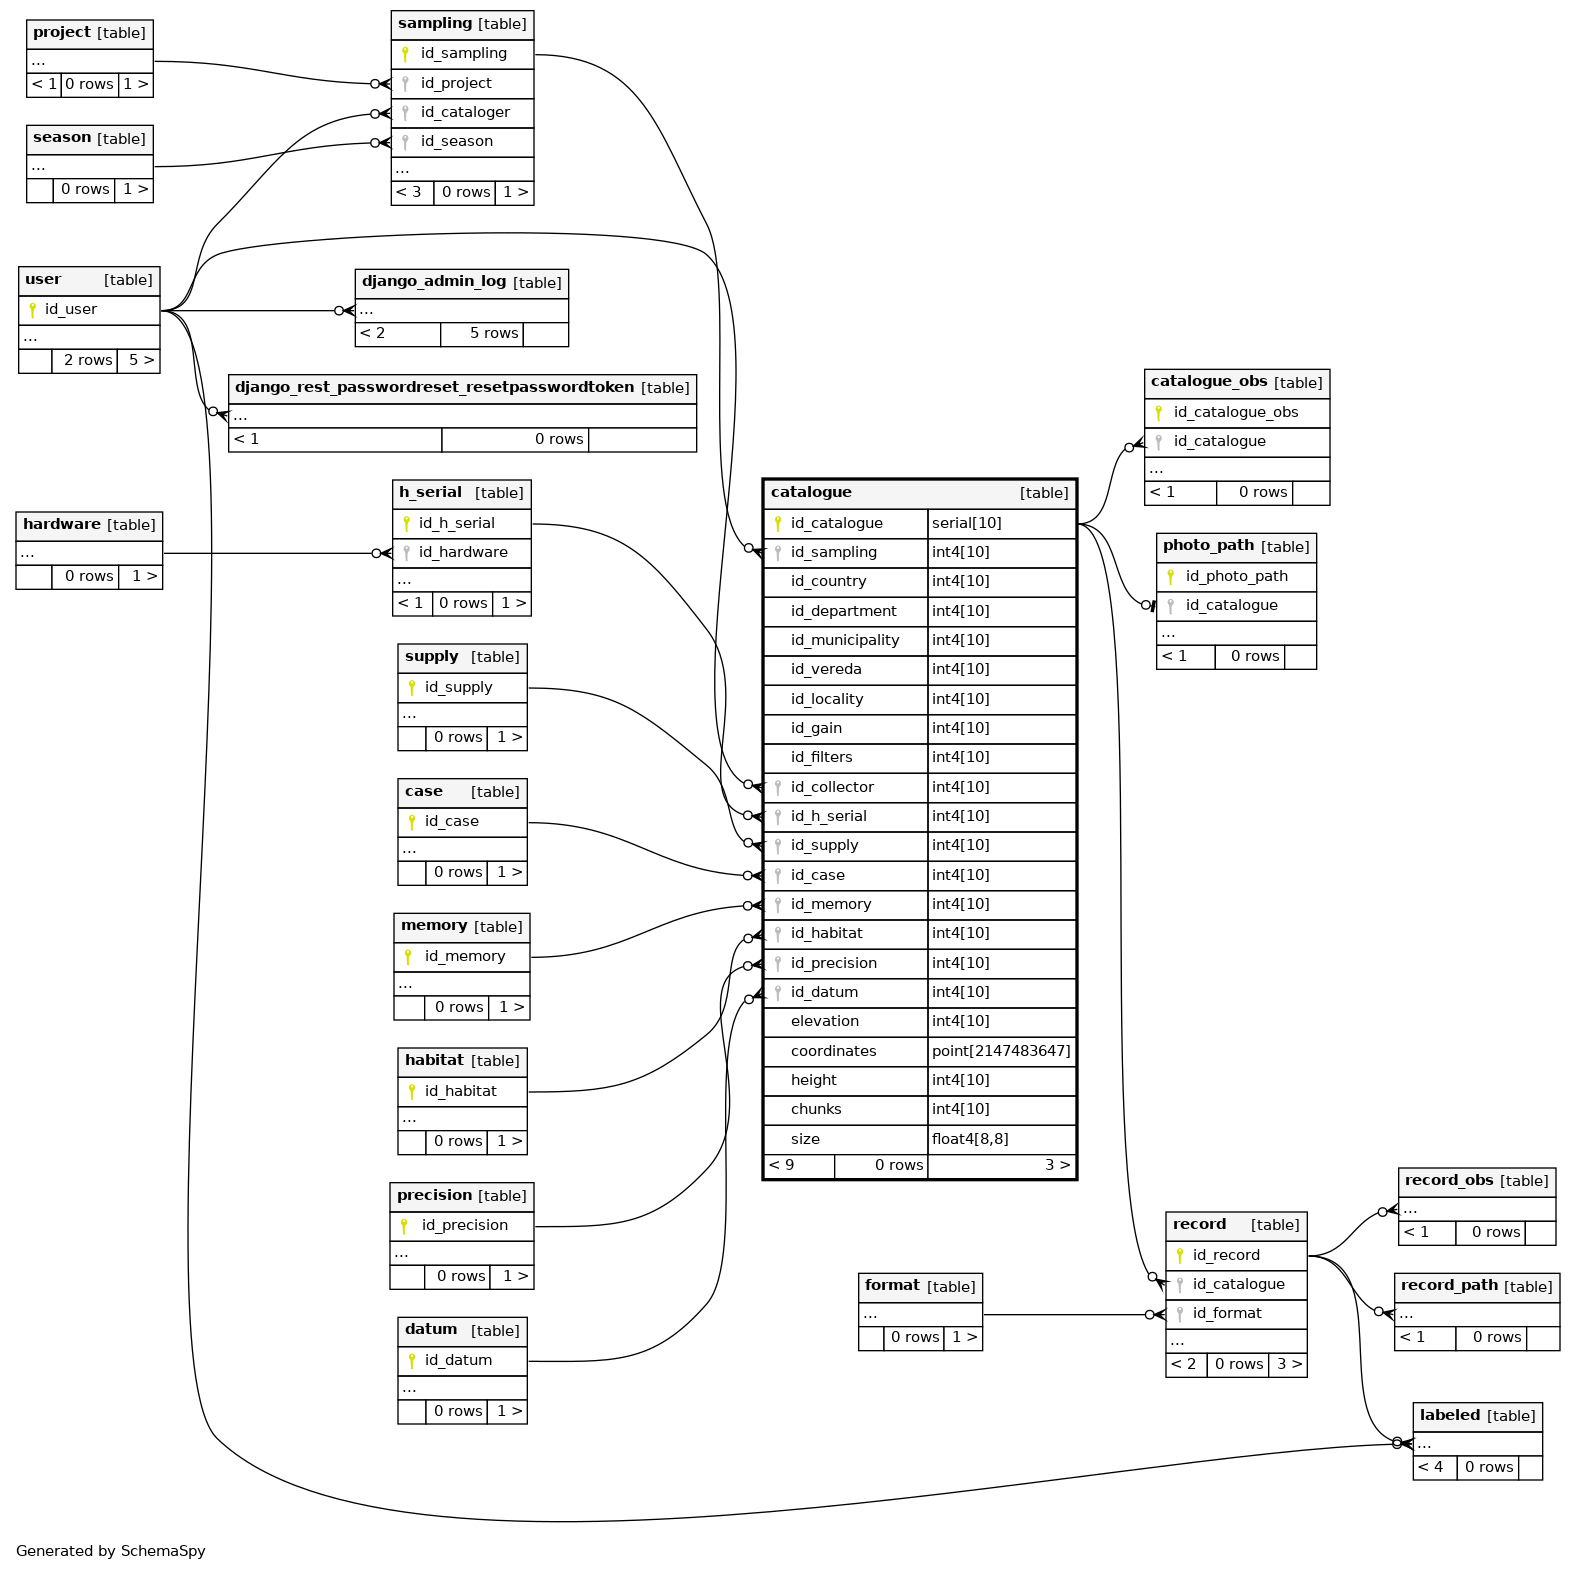 project [table]
...
< 1 0 rows 1 >
season [table]
...
0 rows 1 >
sampling [table]
id_sampling
id_project
id_cataloger
id_season
...
< 3 0 rows 1 >
user [table]
id_user
...
2 rows 5 >
django_admin_log [table]
...
< 2 5 rows
django_rest_passwordreset_resetpasswordtoken [table]
...
< 1 0 rows
hardware [table]
...
0 rows 1 >
h_serial [table]
id_h_serial
id_hardware
...
< 1 0 rows 1 >
supply [table]
id_supply
...
0 rows 1 >
case [table]
id_case
...
0 rows 1 >
memory [table]
id_memory
...
0 rows 1 >
habitat [table]
id_habitat
...
0 rows 1 >
precision [table]
id_precision
...
0 rows 1 >
datum [table]
id_datum
...
0 rows 1 >
catalogue [table]
id_catalogue serial[10]
id_sampling int4[10]
id_country int4[10]
id_department int4[10]
id_municipality int4[10]
id_vereda int4[10]
id_locality int4[10]
id_gain int4[10]
id_filters int4[10]
id_collector int4[10]
id_h_serial int4[10]
id_supply int4[10]
id_case int4[10]
id_memory int4[10]
id_habitat int4[10]
id_precision int4[10]
id_datum int4[10]
elevation int4[10]
coordinates point[2147483647]
height int4[10]
chunks int4[10]
size float4[8,8]
< 9 0 rows 3 >
catalogue_obs [table]
id_catalogue_obs
id_catalogue
...
< 1 0 rows
photo_path [table]
id_photo_path
id_catalogue
...
< 1 0 rows
format [table]
...
0 rows 1 >
record [table]
id_record
id_catalogue
id_format
...
< 2 0 rows 3 >
record_obs [table]
...
< 1 0 rows
record_path [table]
...
< 1 0 rows
labeled [table]
...
< 4 0 rows
Generated by SchemaSpy